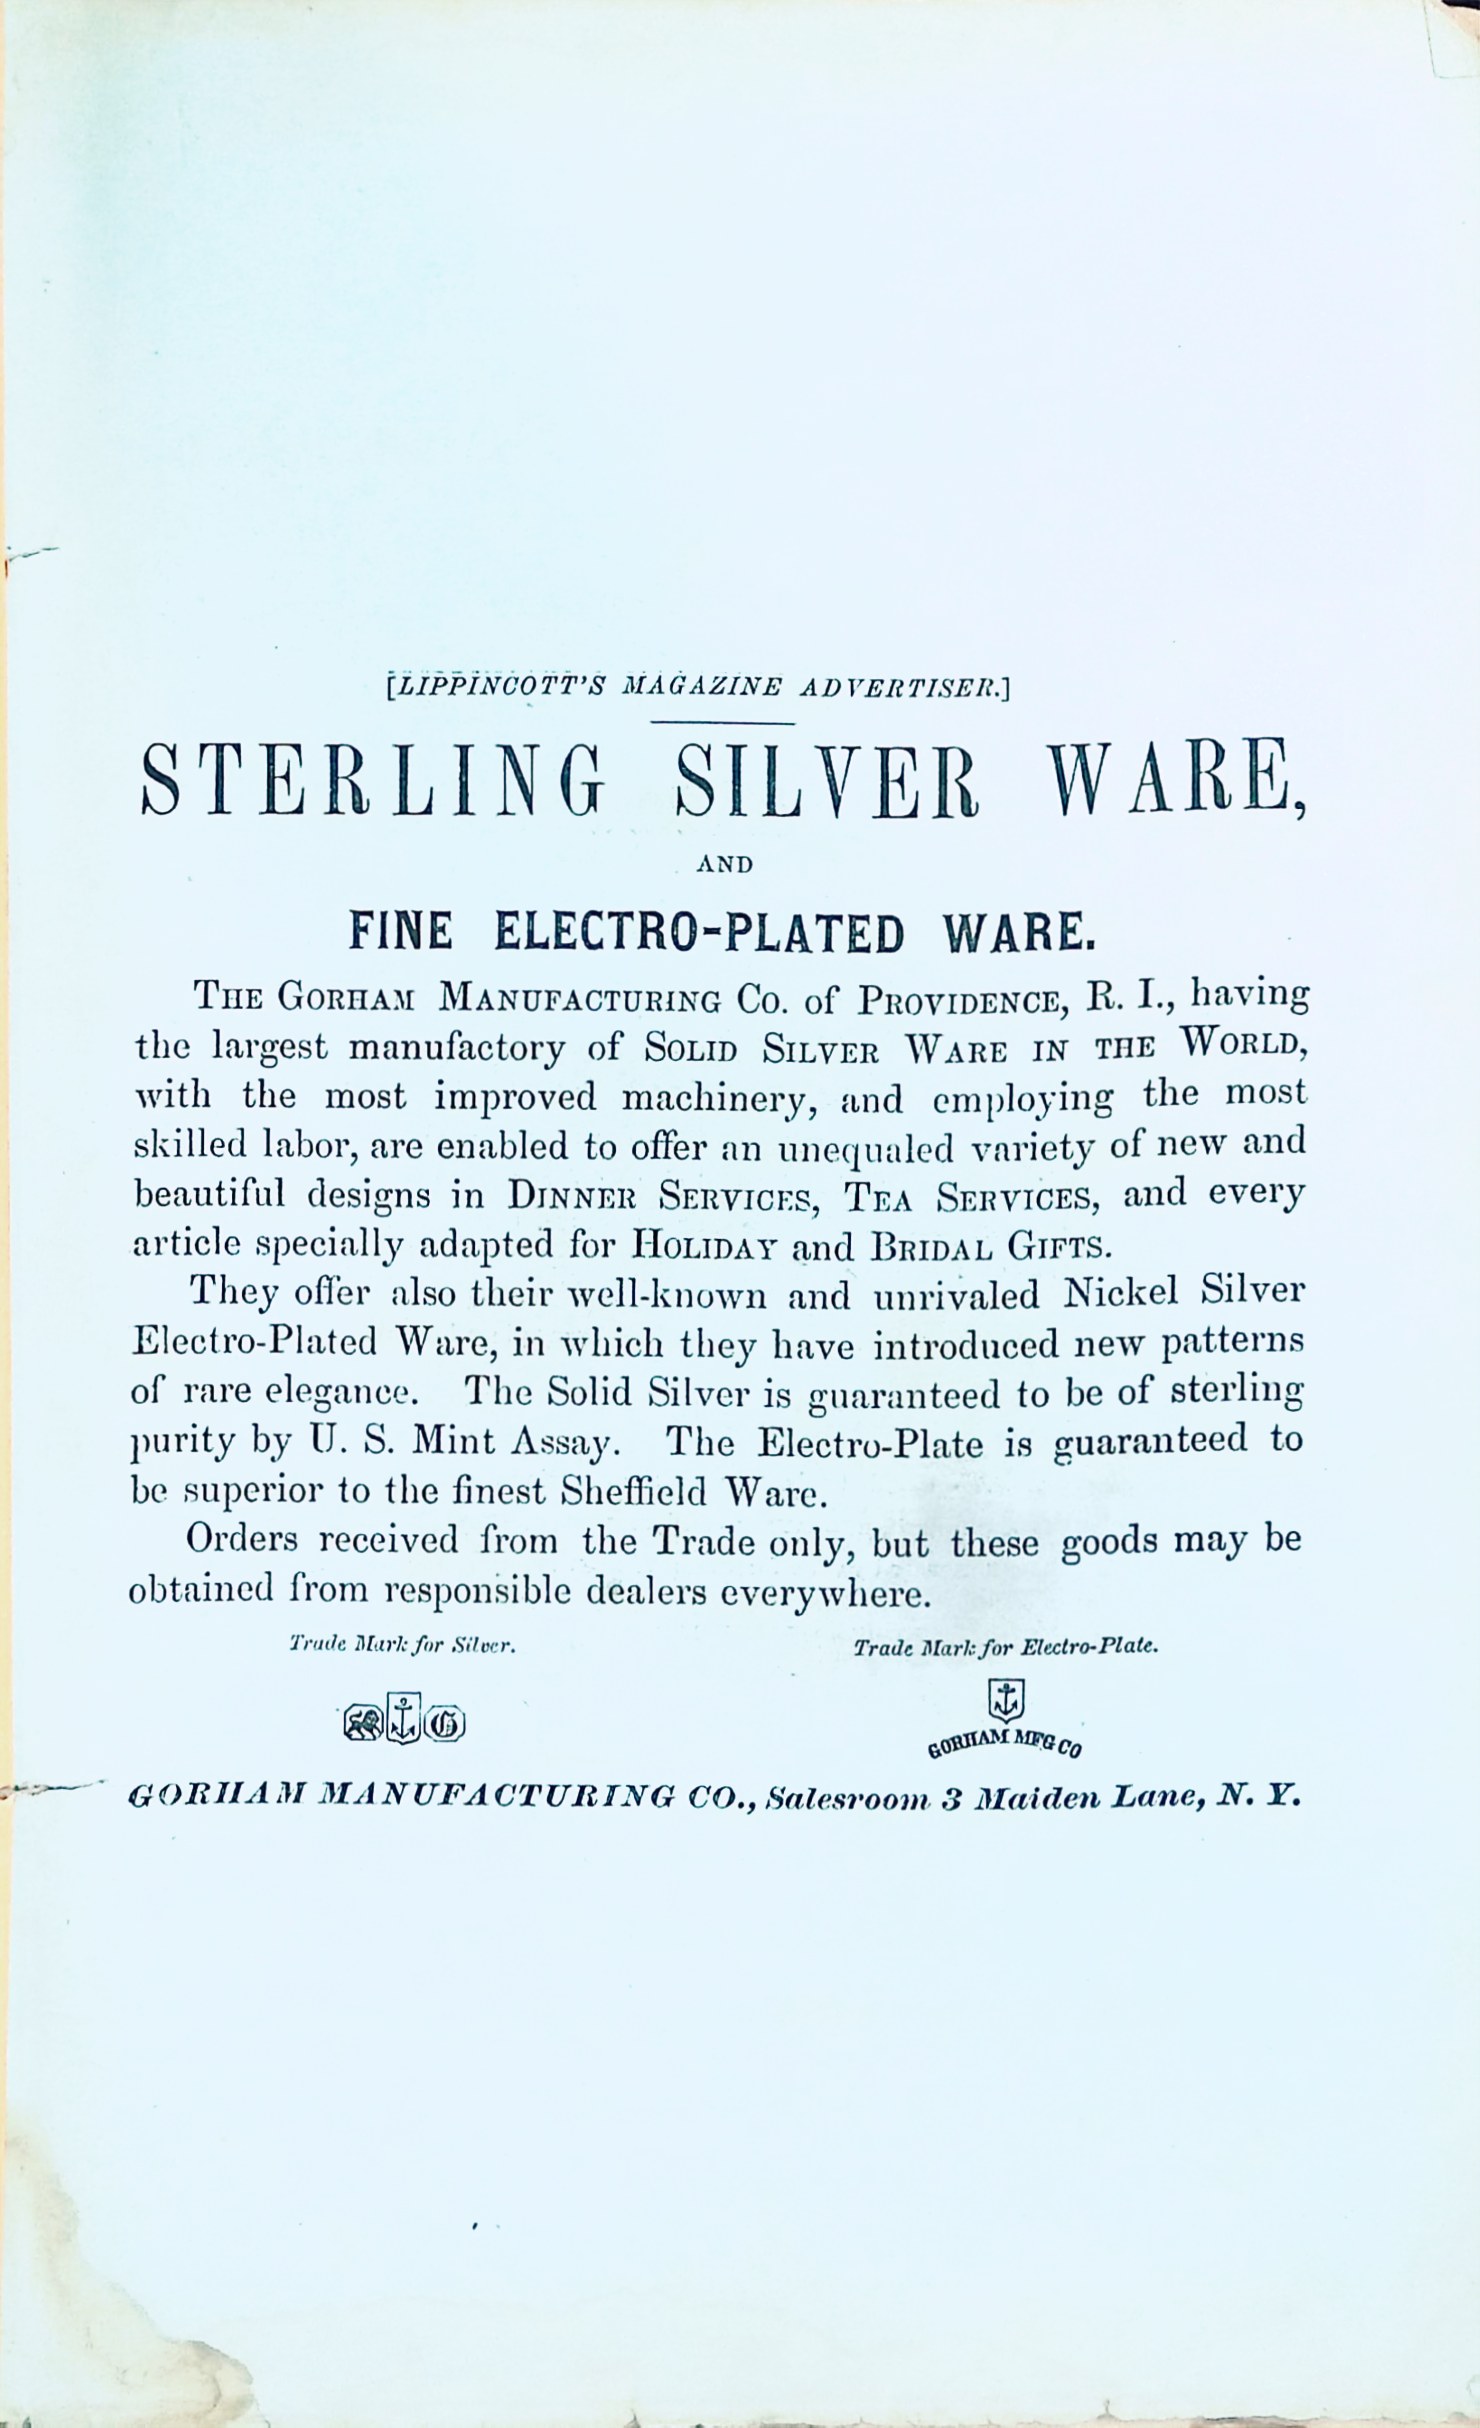 [LIPPINCOTT'S MAGAZINE ADVERTISER.]
STERLING SILVER WARE,
AND
FINE ELECTRO-PLATED WARE.
THE GORHAM MANUFACTURING CO. of PROVIDENCE, R. I., having
the largest manufactory of SOLID SILVER WARE IN THE WORLD,
with the most improved machinery, and employing the most
skilled labor, are enabled to offer an unequaled variety of new and
beautiful designs in DINNER SERVICES, TEA SERVICES, and every
article specially adapted for HOLIDAY and BRIDAL GIFTS.
They offer also their well-known and unrivaled Nickel Silver
Electro-Plated Ware, in which they have introduced new patterns
of rare elegance. The Solid Silver is guaranteed to be of sterling
purity by U. S. Mint Assay. The Electro-Plate is guaranteed to
be superior to the finest Sheffield Ware.
Orders received from the Trade only, but these goods may be
obtained from responsible dealers everywhere.
Trade Mark for Silver.
Trade Mark for Electro-Plate.
G
GORHAM MFG CO
GORHAM MANUFACTURING CO., Salesroom 3 Maiden Lane, N. Y.